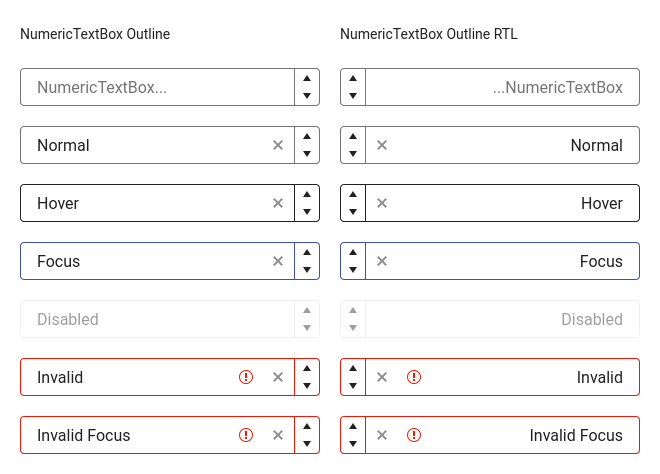 NumericTextBox Outline
NumericTextBox Outline RTL
NumericTextBox...
...NumericTextBox
Normal
Normal
Hover
Hover
Focus
Focus
Disabled
Disabled
Invalid
Invalid
Invalid Focus
Invalid Focus